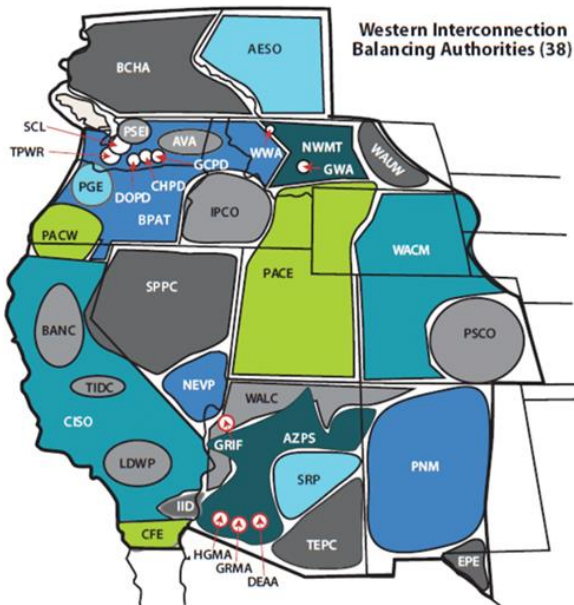 Western Interconnection
Balancing Authorities (38)
BCHA
AESO
SCL
PSEI
AVA
TPWR
WWA
NWMT
WAUW
GCPD
GWA
PGE
DOPD
CHPD
BPAT
IPCO
PACW
PACE
WACM
SPPC
BANC
PSCO
TIDC
NEVP
WALC
CISO
GRIF
AZPS
LDWP
SRP
PNM
IID
CFE
TEPC
HGMA
GRMA
DEAA
EPE